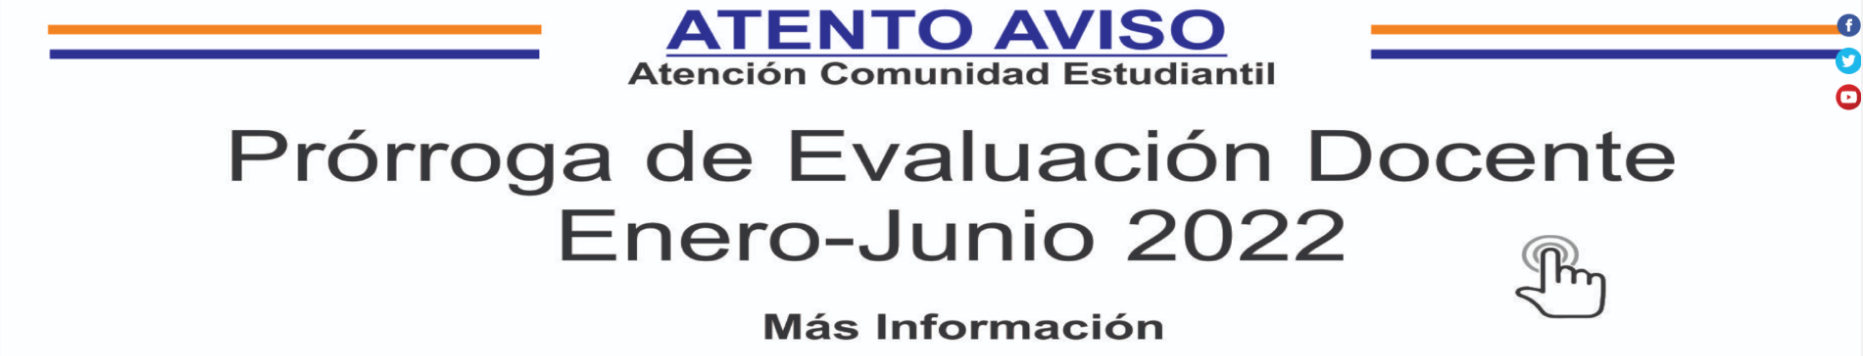 ATENTO AVISO
Atención Comunidad Estudiantil
Prórroga de Evaluación Docente
Enero-Junio 2022
Más Información